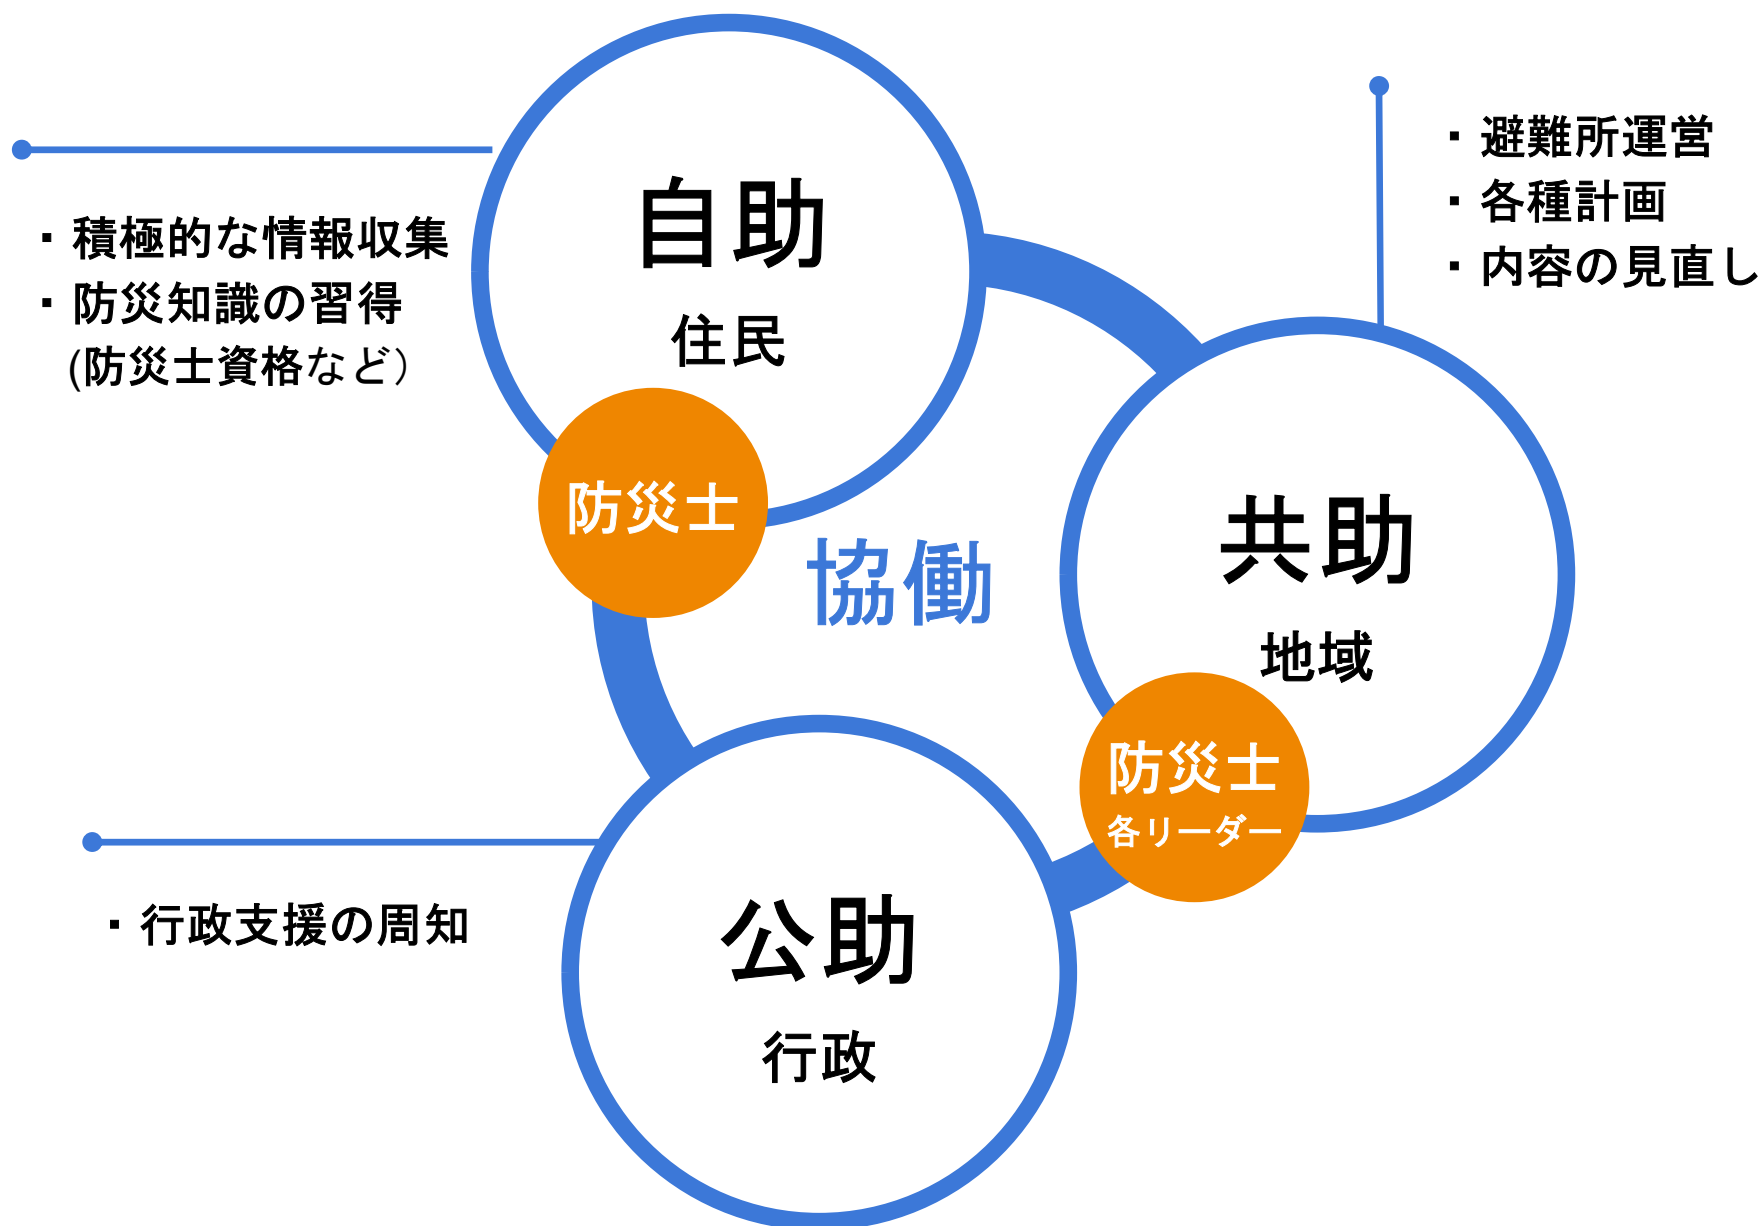 自助
住民
・積極的な情報収集
・防災知識の習得
(防災士資格など）
防災士
協働
・避難所運営
・各種計画
・内容の見直し
共助
地域
防災士
各リーダー
・行政支援の周知
公助
行政